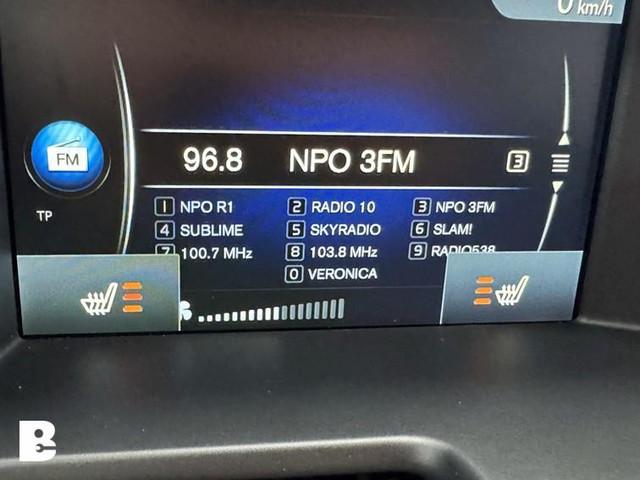 0 km/h
FM
96.8 NPO 3FM 3
TP
1 NPO R1 2 RADIO 10 3 NPO 3FM
4 SUBLIME 5 SKYRADIO 6 SLAM!
7 100.7 MHz 8 103.8 MHz 9 RADIO538
0 VERONICA
B